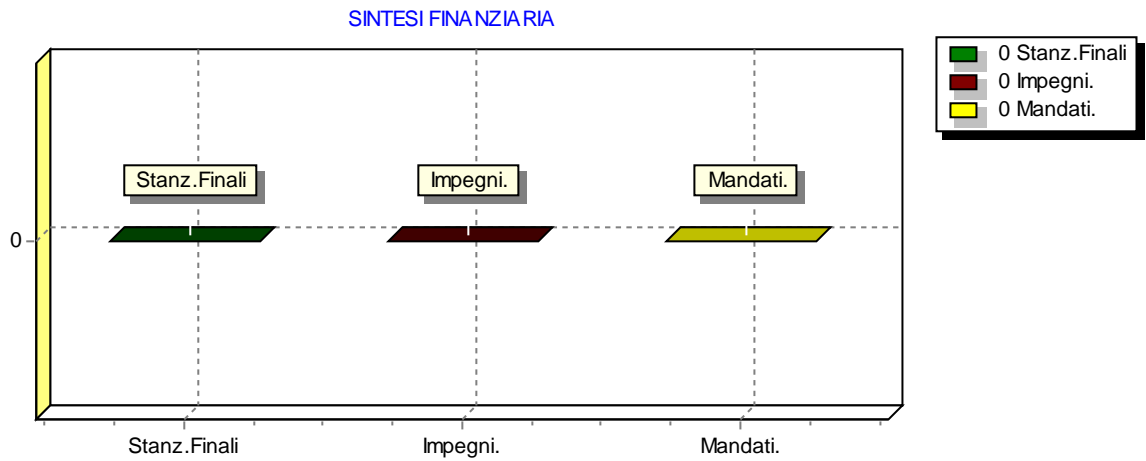 SINTESI FINANZIARIA
0 Stanz.Finali
0 Impegni.
0 Mandati.
Stanz.Finali
Impegni.
Mandati.
0
Stanz.Finali
Impegni.
Mandati.